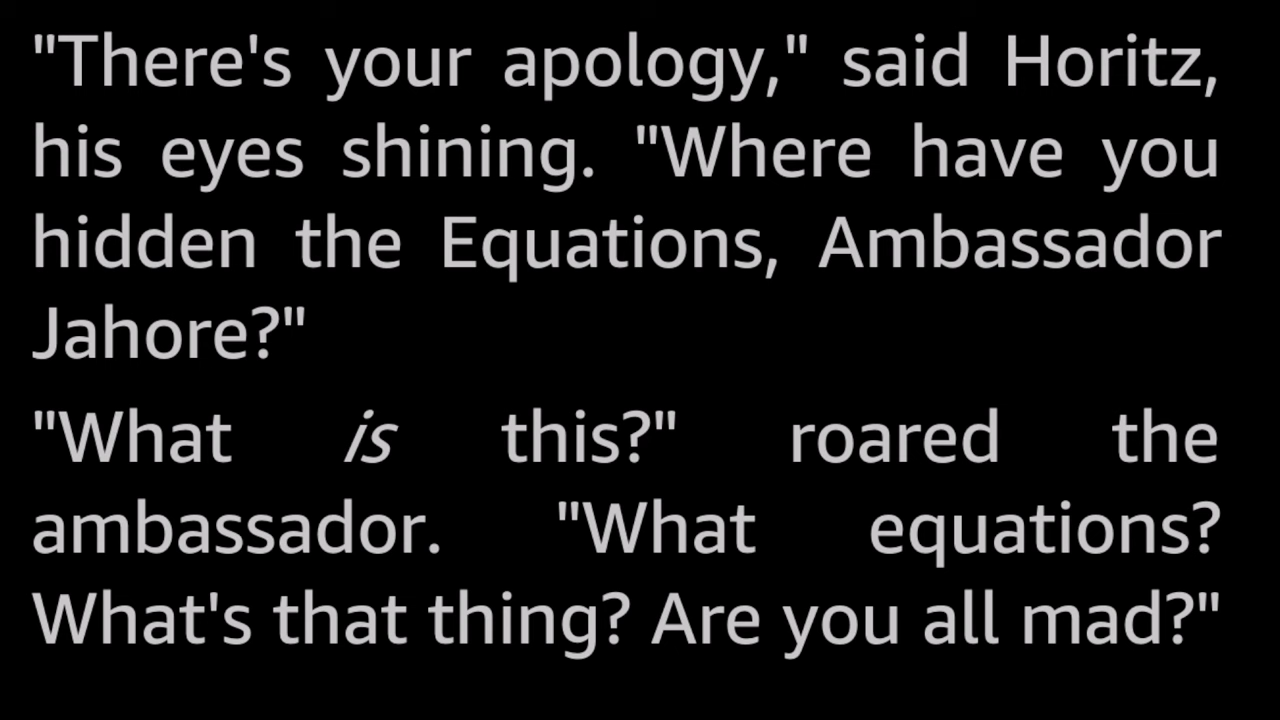 "There's your apology," said Horitz,
his eyes shining. "Where have you
hidden the Equations, Ambassador
Jahore?"
"What is this?" roared the
ambassador. "What equations?
What's that thing? Are you all mad?"